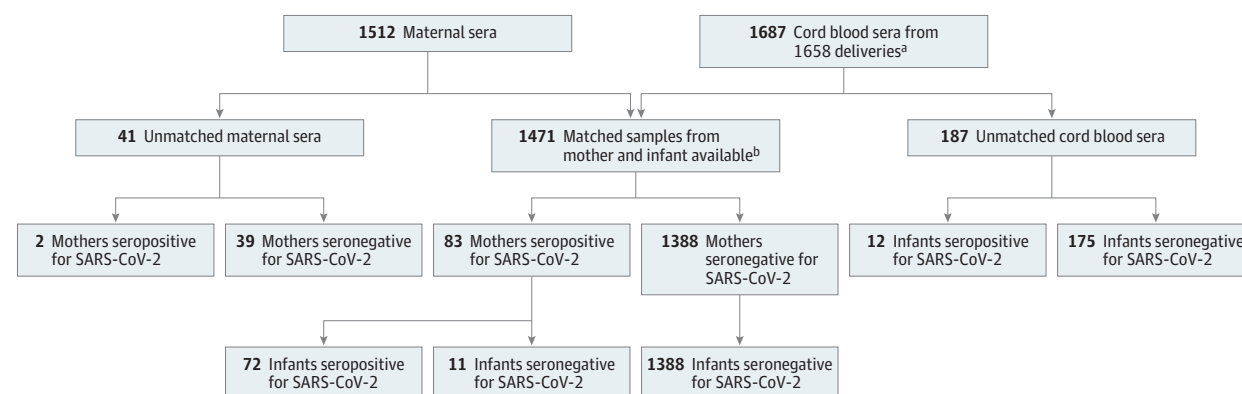 1512 Maternal sera
1687 Cord blood sera from
1658 deliveriesa
41 Unmatched maternal sera
1471 Matched samples from
mother and infant availableb
187 Unmatched cord blood sera
2 Mothers seropositive
for SARS-CoV-2
39 Mothers seronegative
for SARS-CoV-2
83 Mothers seropositive
for SARS-CoV-2
1388 Mothers
seronegative for
SARS-CoV-2
12 Infants seropositive
for SARS-CoV-2
175 Infants seronegative
for SARS-CoV-2
72 Infants seropositive
for SARS-CoV-2
11 Infants seronegative
for SARS-CoV-2
1388 Infants seronegative
for SARS-CoV-2